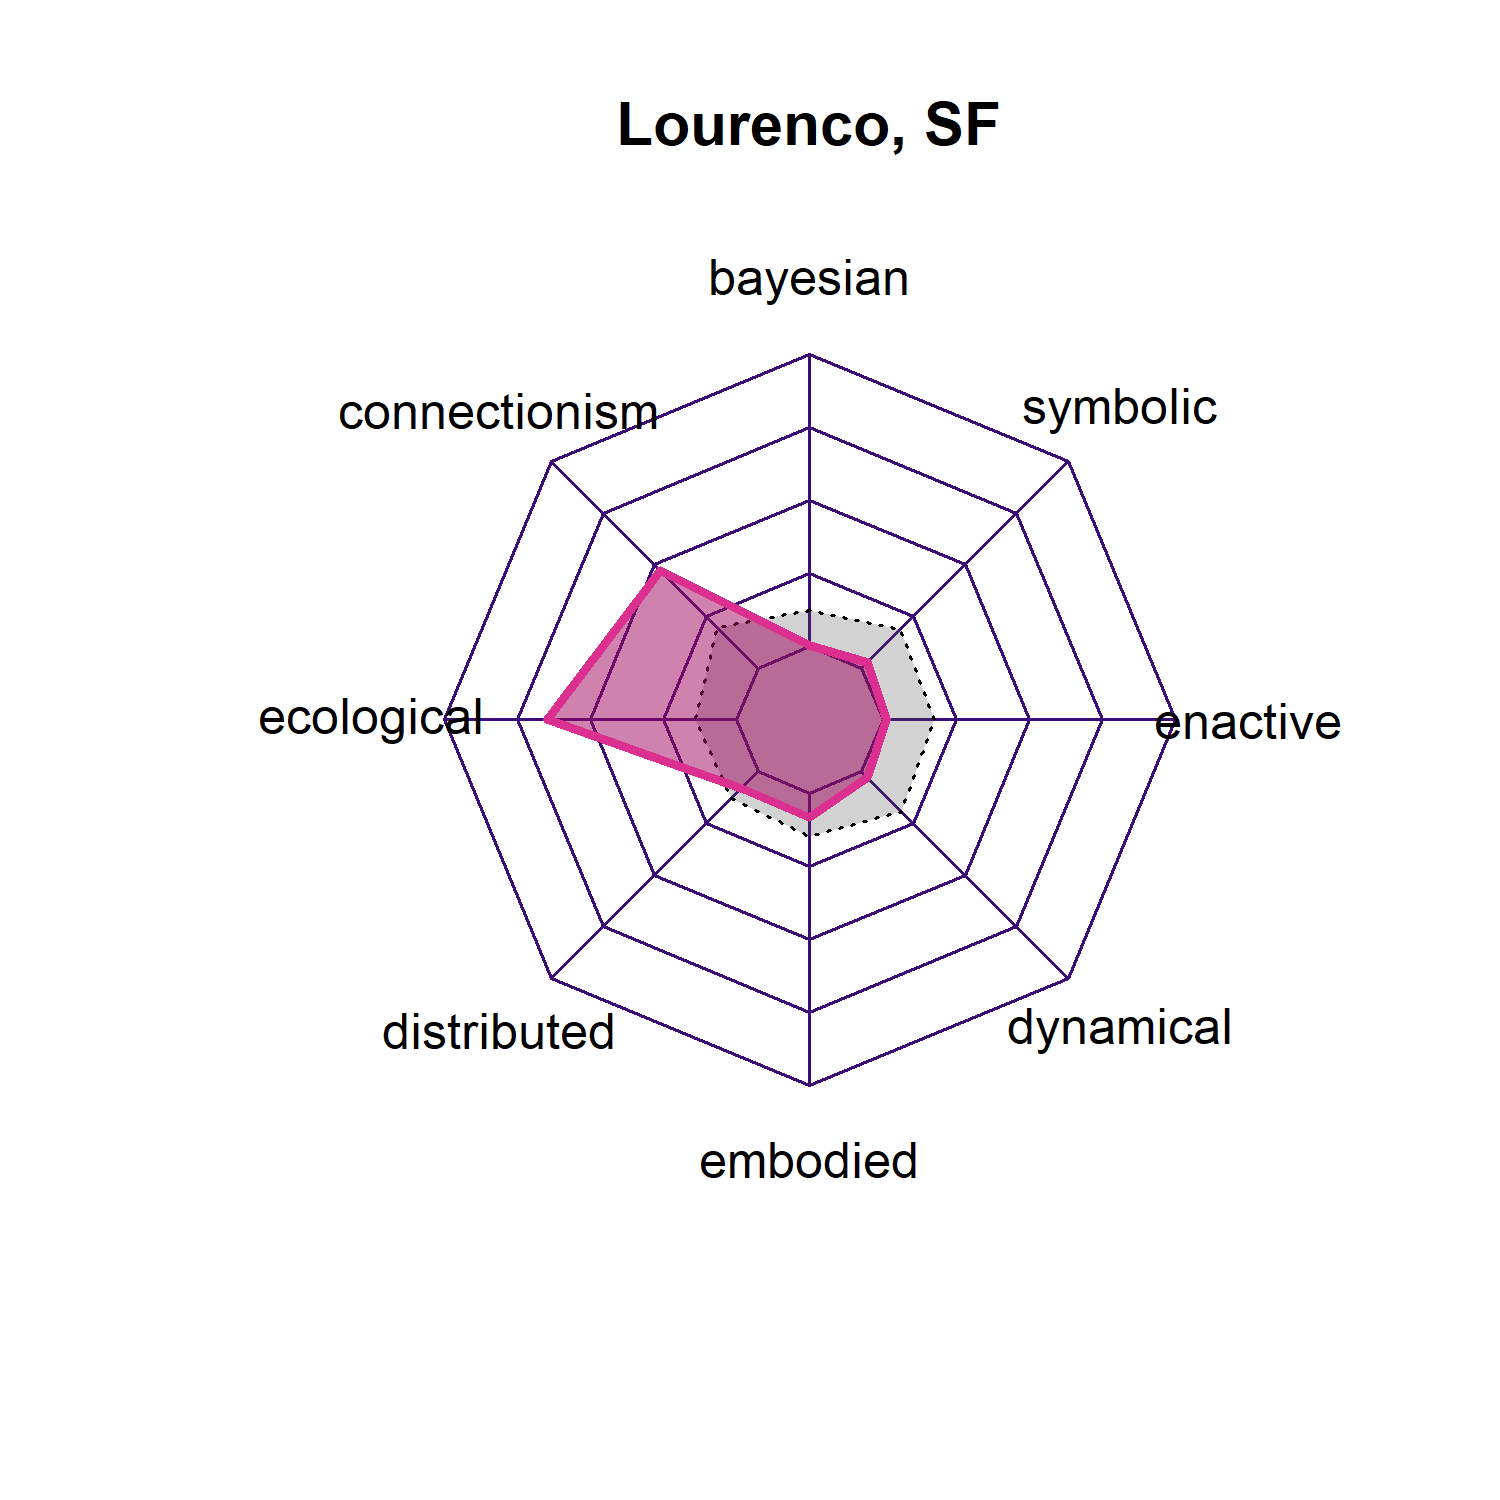 Lourenco, SF
bayesian
symbolic
connectionism
ecological
enactive
distributed
dynamical
embodied